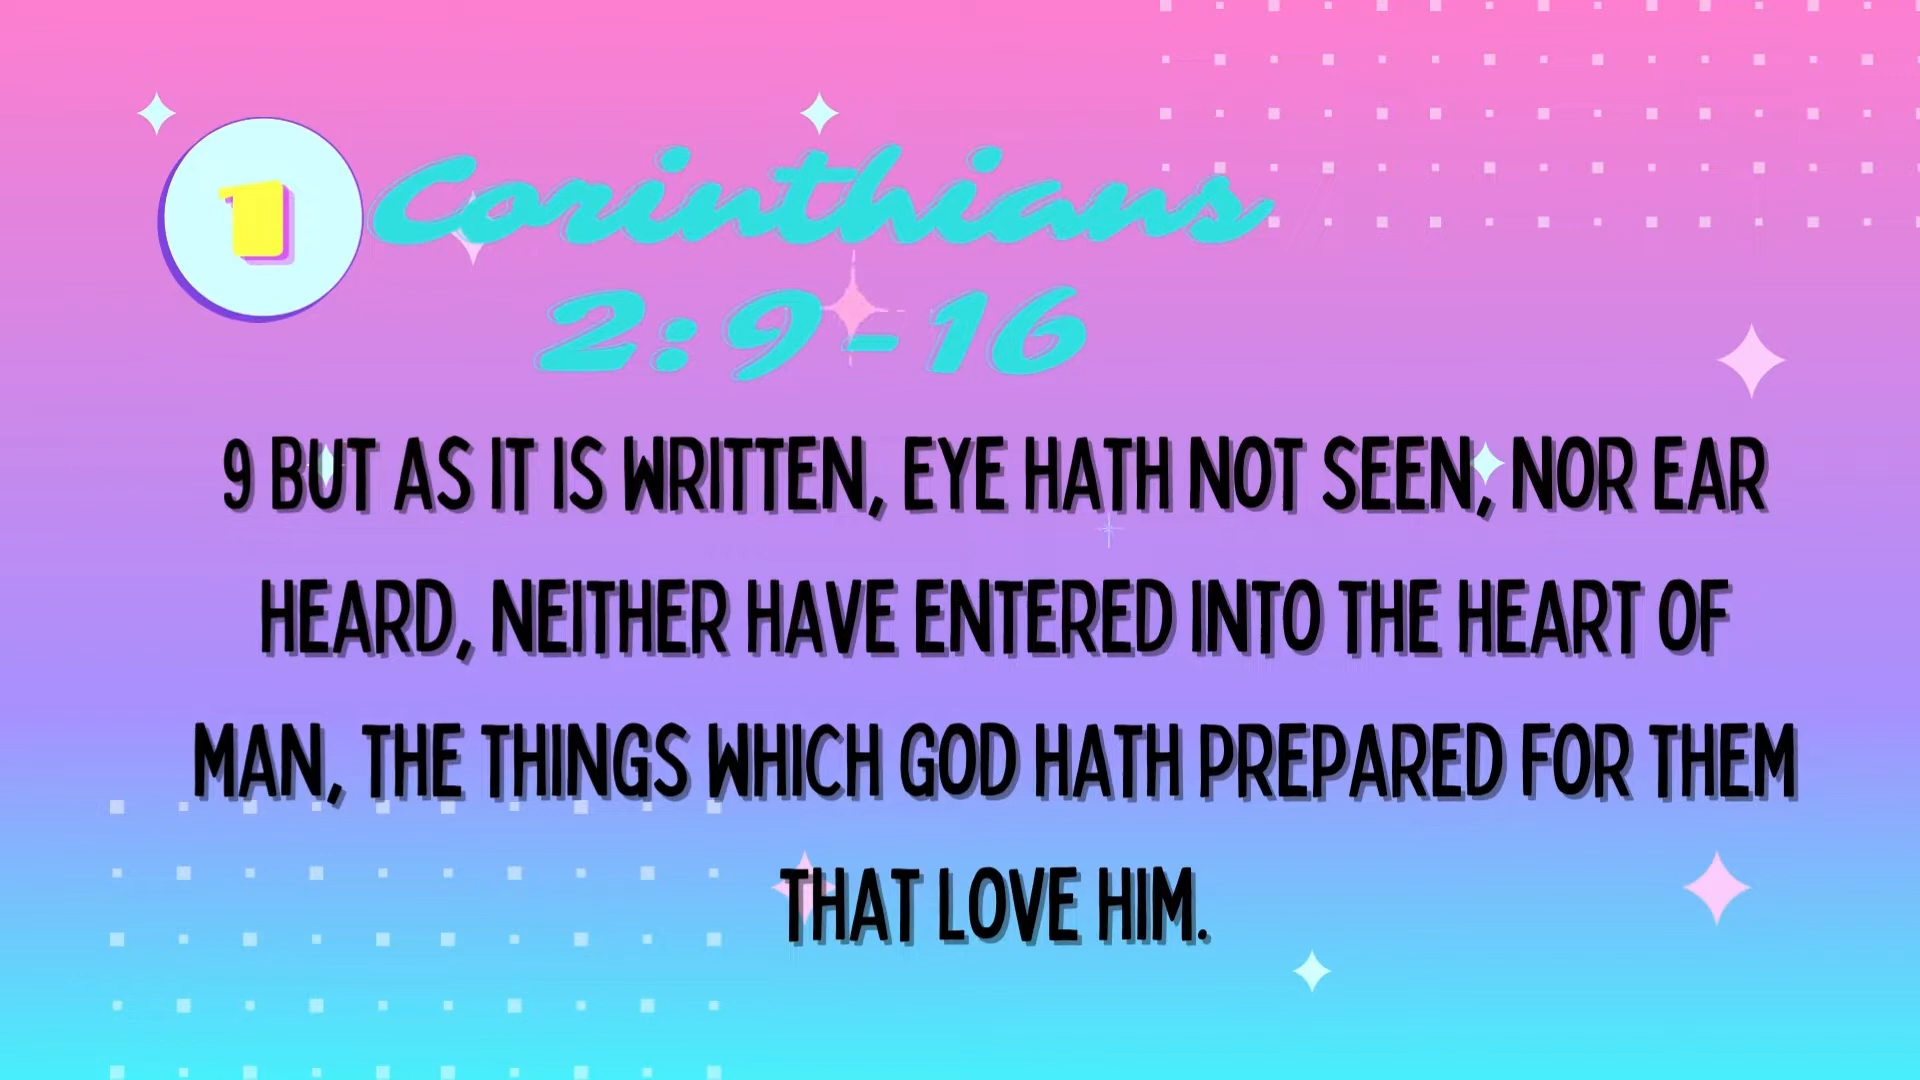 1 Corinthians
2:9-16
9 BUT AS IT IS WRITTEN, EYE HATH NOT SEEN, NOR EAR
HEARD, NEITHER HAVE ENTERED INTO THE HEART OF
MAN, THE THINGS WHICH GOD HATH PREPARED FOR THEM
THAT LOVE HIM.